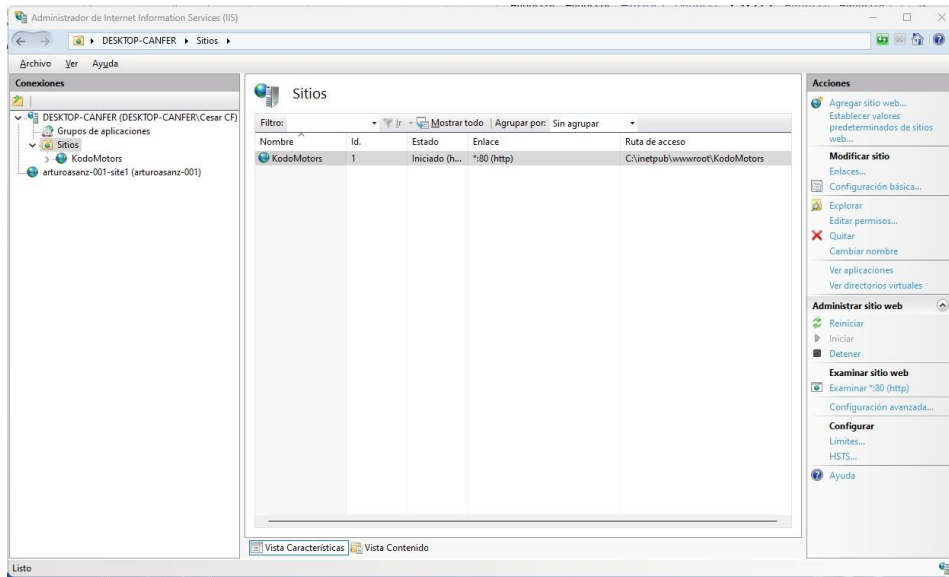 Administrador de Internet Information Services (IIS)
DESKTOP-CANFER
Sitios
Archivo Ver Ayuda
Conexiones
DESKTOP-CANFER (DESKTOP-CANFER\Cesar CF)
Grupos de aplicaciones
Sitios
KodoMotors
arturoasanz-001-site1 (arturoasanz-001)
Sitios
Filtro: Ir Mostrar todo Agrupar por: Sin agrupar
Nombre Id. Estado Enlace Ruta de acceso
KodoMotors 1 Iniciado (h... *:80 (http) C:\inetpub\wwwroot\KodoMotors
Vista Características Vista Contenido
Acciones
Agregar sitio web...
Establecer valores
predeterminados de sitios
web...
Modificar sitio
Enlaces...
Configuración básica...
Explorar
Editar permisos...
Quitar
Cambiar nombre
Ver aplicaciones
Ver directorios virtuales
Administrar sitio web
Reiniciar
Iniciar
Detener
Examinar sitio web
Examinar *:80 (http)
Configuración avanzada...
Configurar
Límites...
HSTS...
Ayuda
Listo